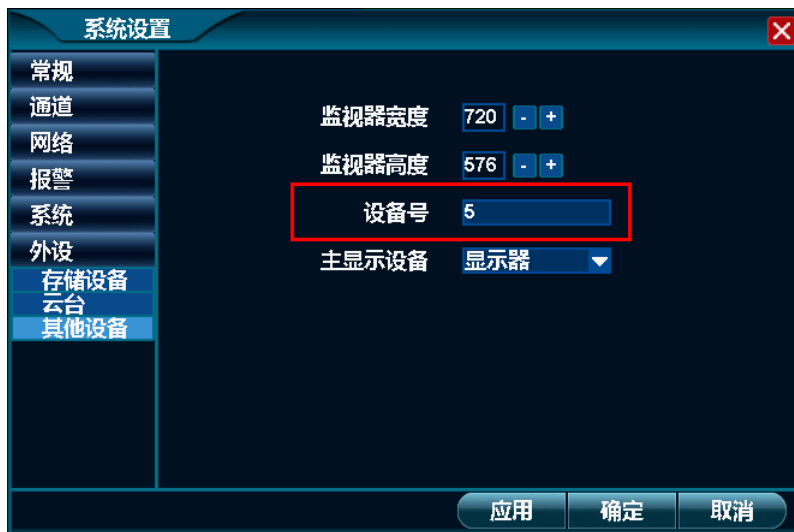 系统设置
常规
通道
网络
报警
系统
外设
存储设备
云台
其他设备
监视器宽度 720 - +
监视器高度 576 - +
设备号 5
主显示设备 显示器
应用 确定 取消